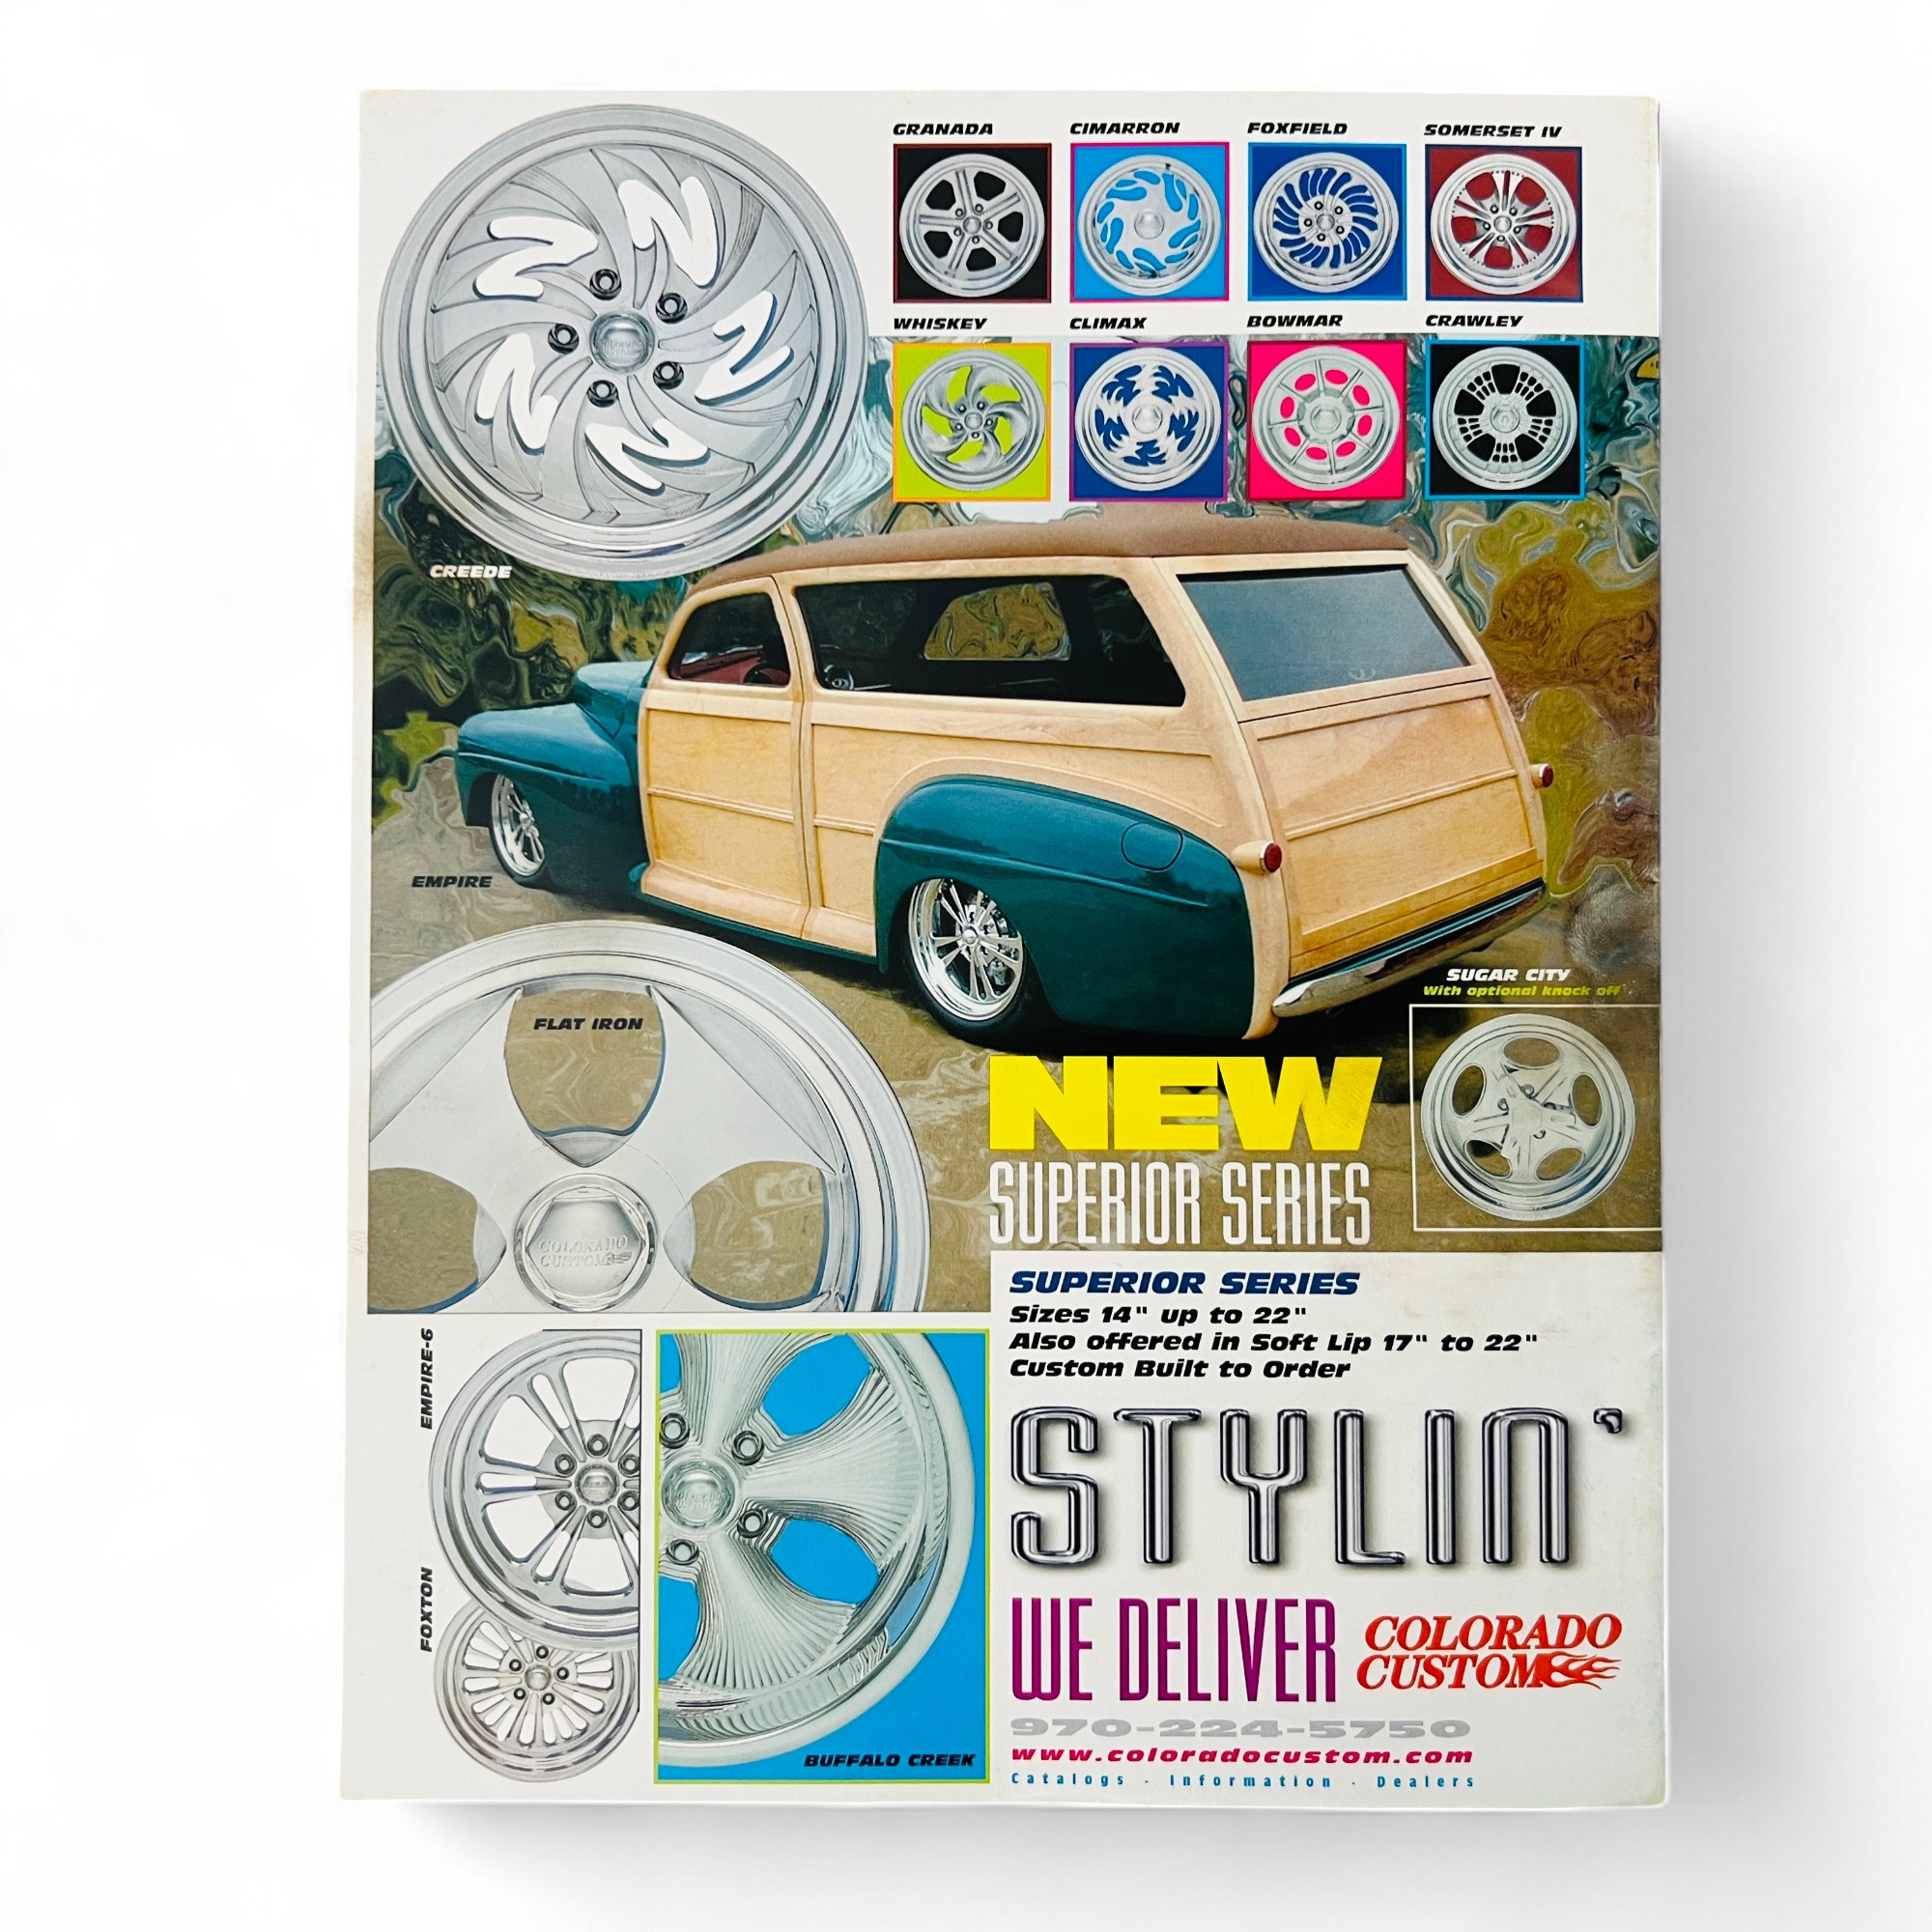 GRANADA
CIMARRON
FOXFIELD
SOMERSET IV
WHISKEY
CLIMAX
BOWMAR
CRAWLEY
CREEDE
EMPIRE
SUGAR CITY
With optional knock off
FLAT IRON
COLORADO
CUSTOM
NEW
SUPERIOR SERIES
SUPERIOR SERIES
Sizes 14" up to 22"
Also offered in Soft Lip 17" to 22"
Custom Built to Order
EMPIRE-6
FOXTON
BUFFALO CREEK
STYLIN'
WE DELIVER
COLORADO
CUSTOM
970-224-5750
www.coloradocustom.com
Catalogs · Information · Dealers